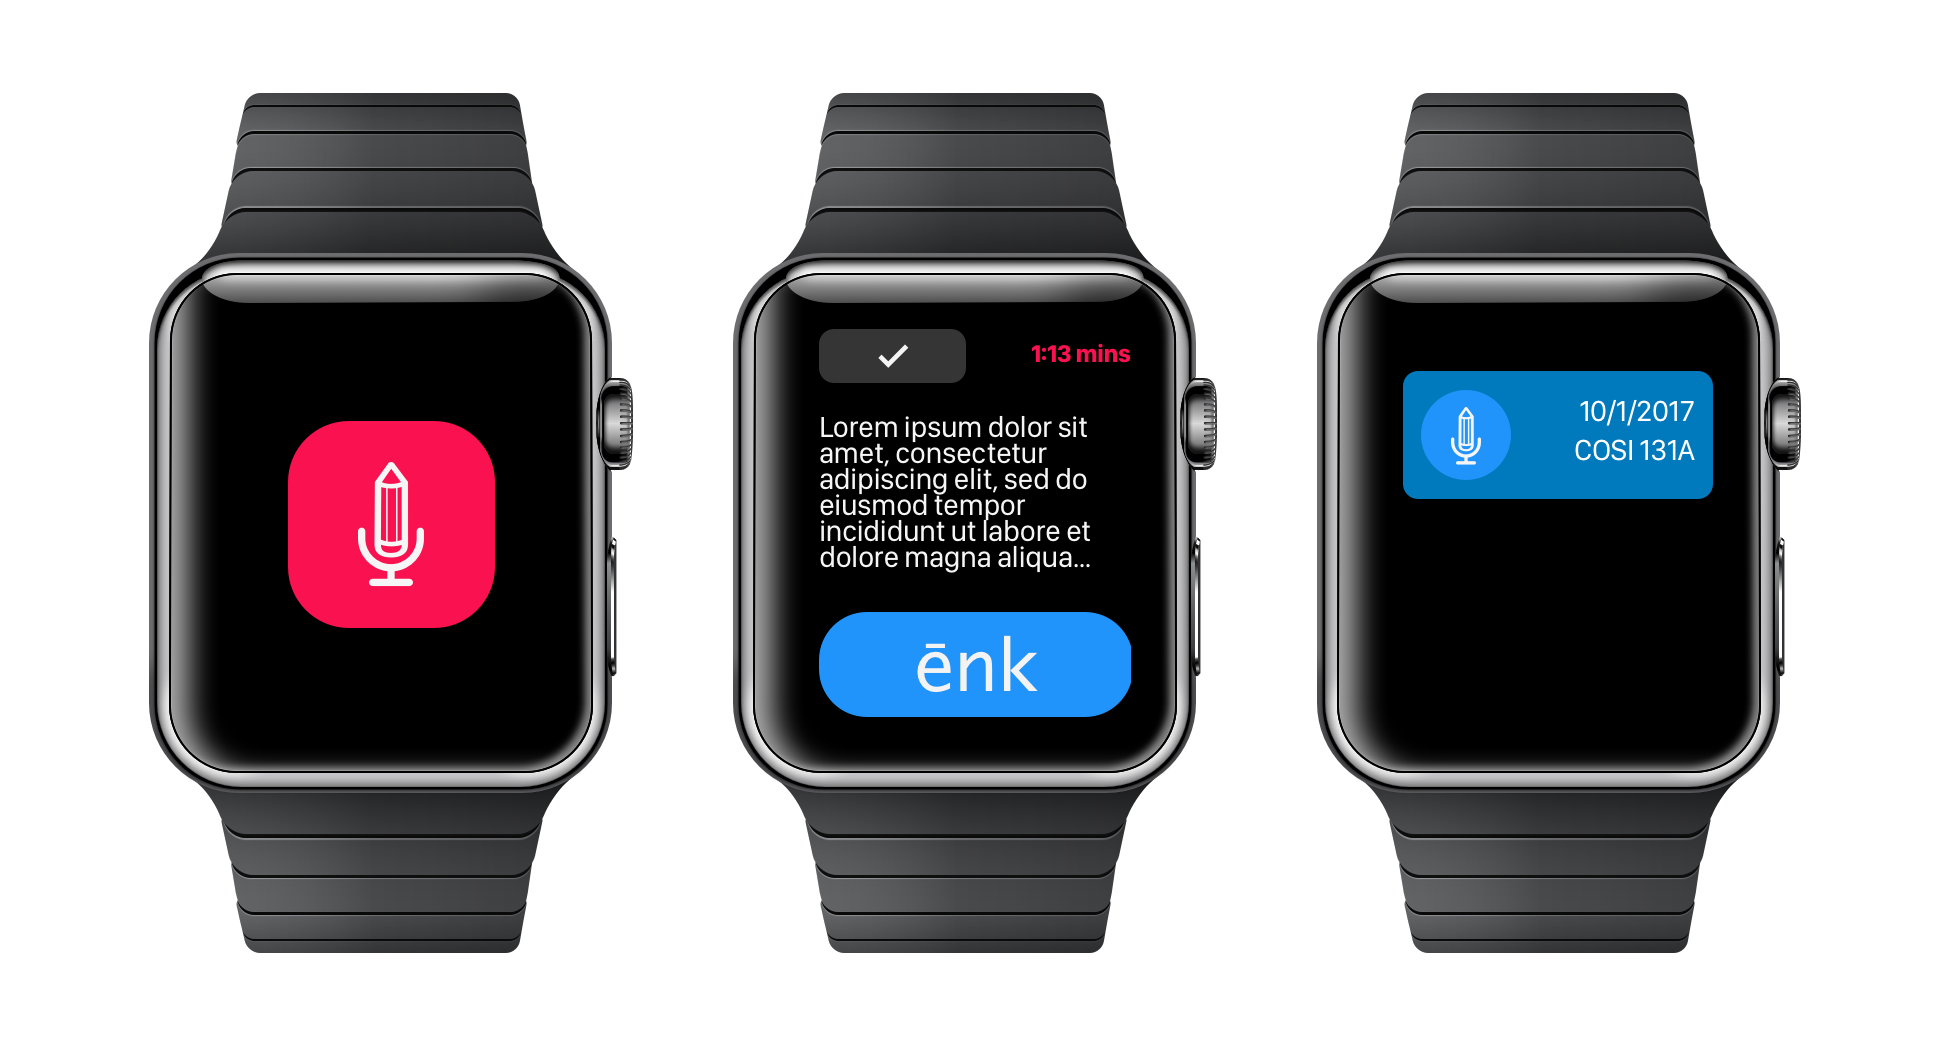 1:13 mins
Lorem ipsum dolor sit
amet, consectetur
adipiscing elit, sed do
eiusmod tempor
incididunt ut labore et
dolore magna aliqua...
ēnk
10/1/2017
COSI 131A